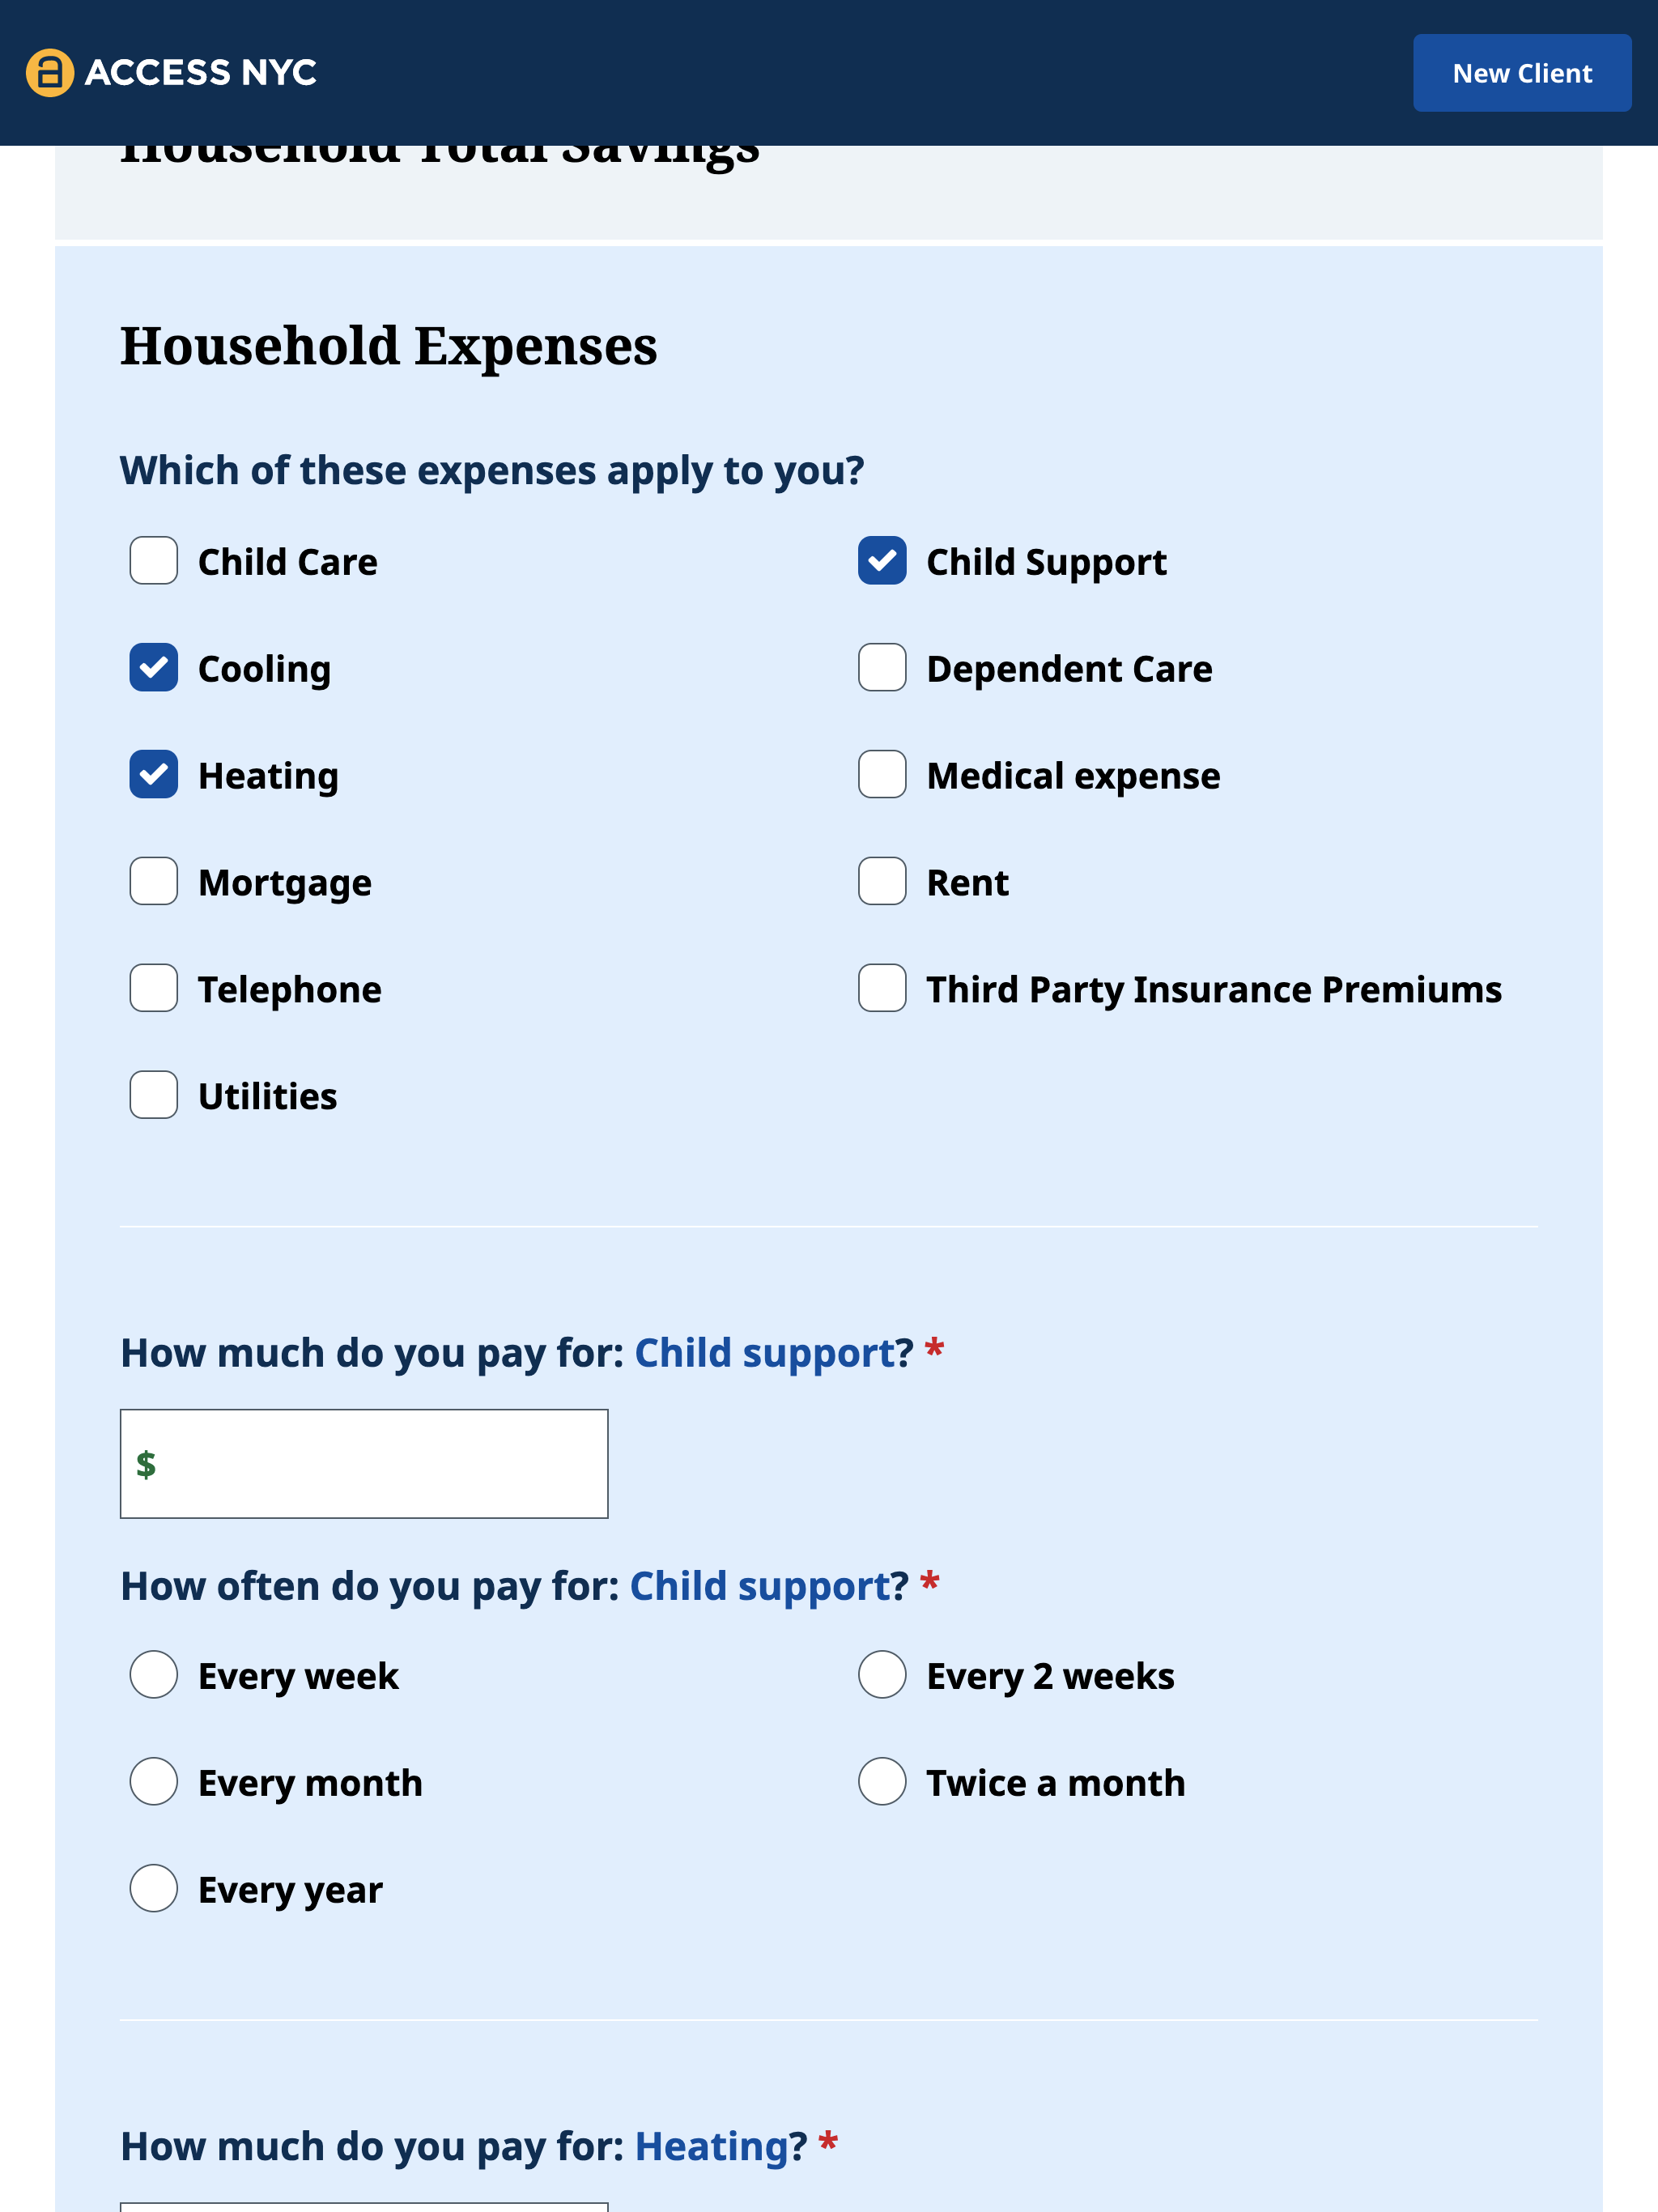 ACCESS NYC
New Client
Household Total Savings
Household Expenses
Which of these expenses apply to you?
Child Care
Child Support
Cooling
Dependent Care
Heating
Medical expense
Mortgage
Rent
Telephone
Third Party Insurance Premiums
Utilities
How much do you pay for: Child support? *
$
How often do you pay for: Child support? *
Every week
Every 2 weeks
Every month
Twice a month
Every year
How much do you pay for: Heating? *